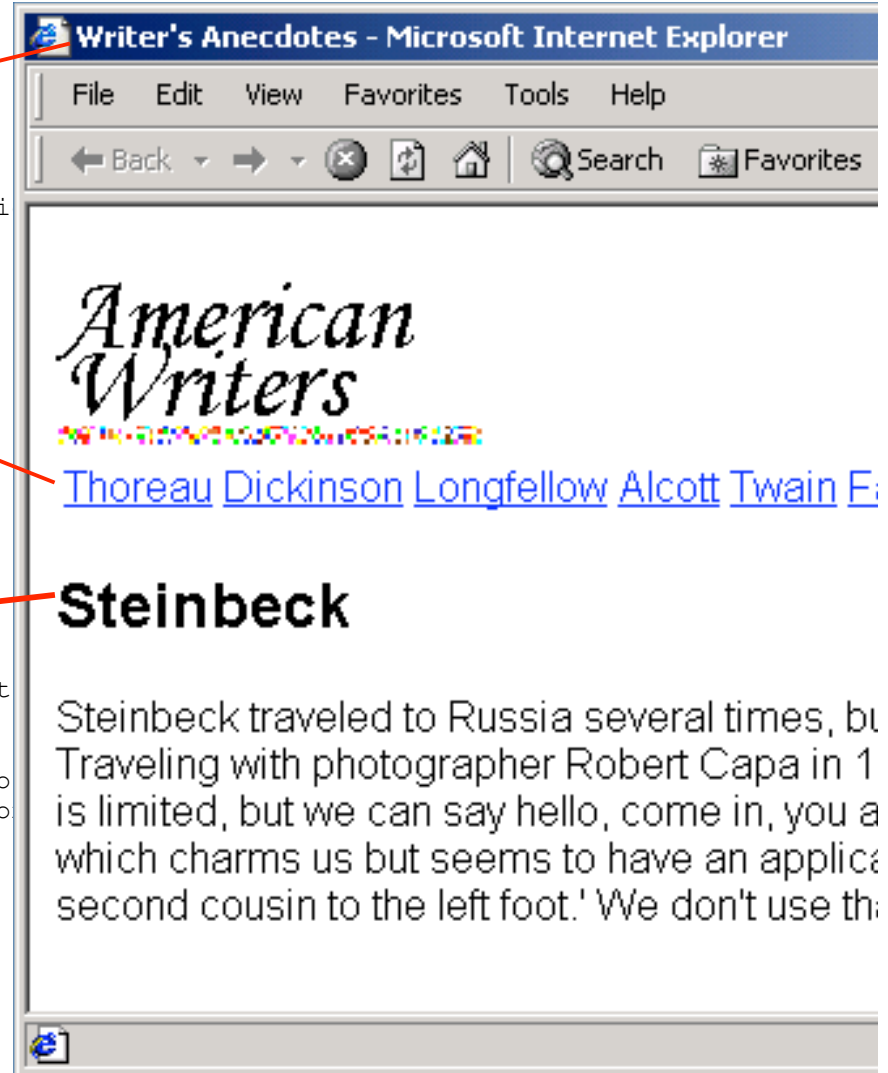 Writer's Anecdotes - Microsoft Internet Explorer
File Edit View Favorites Tools Help
Back Search Favorites
American
Writers
Thoreau Dickinson Longfellow Alcott Twain
Steinbeck
Steinbeck traveled to Russia several times,
Traveling with photographer Robert Capa in
is limited, but we can say hello, come in, you
which charms us but seems to have an
second cousin to the left foot.' We don't use